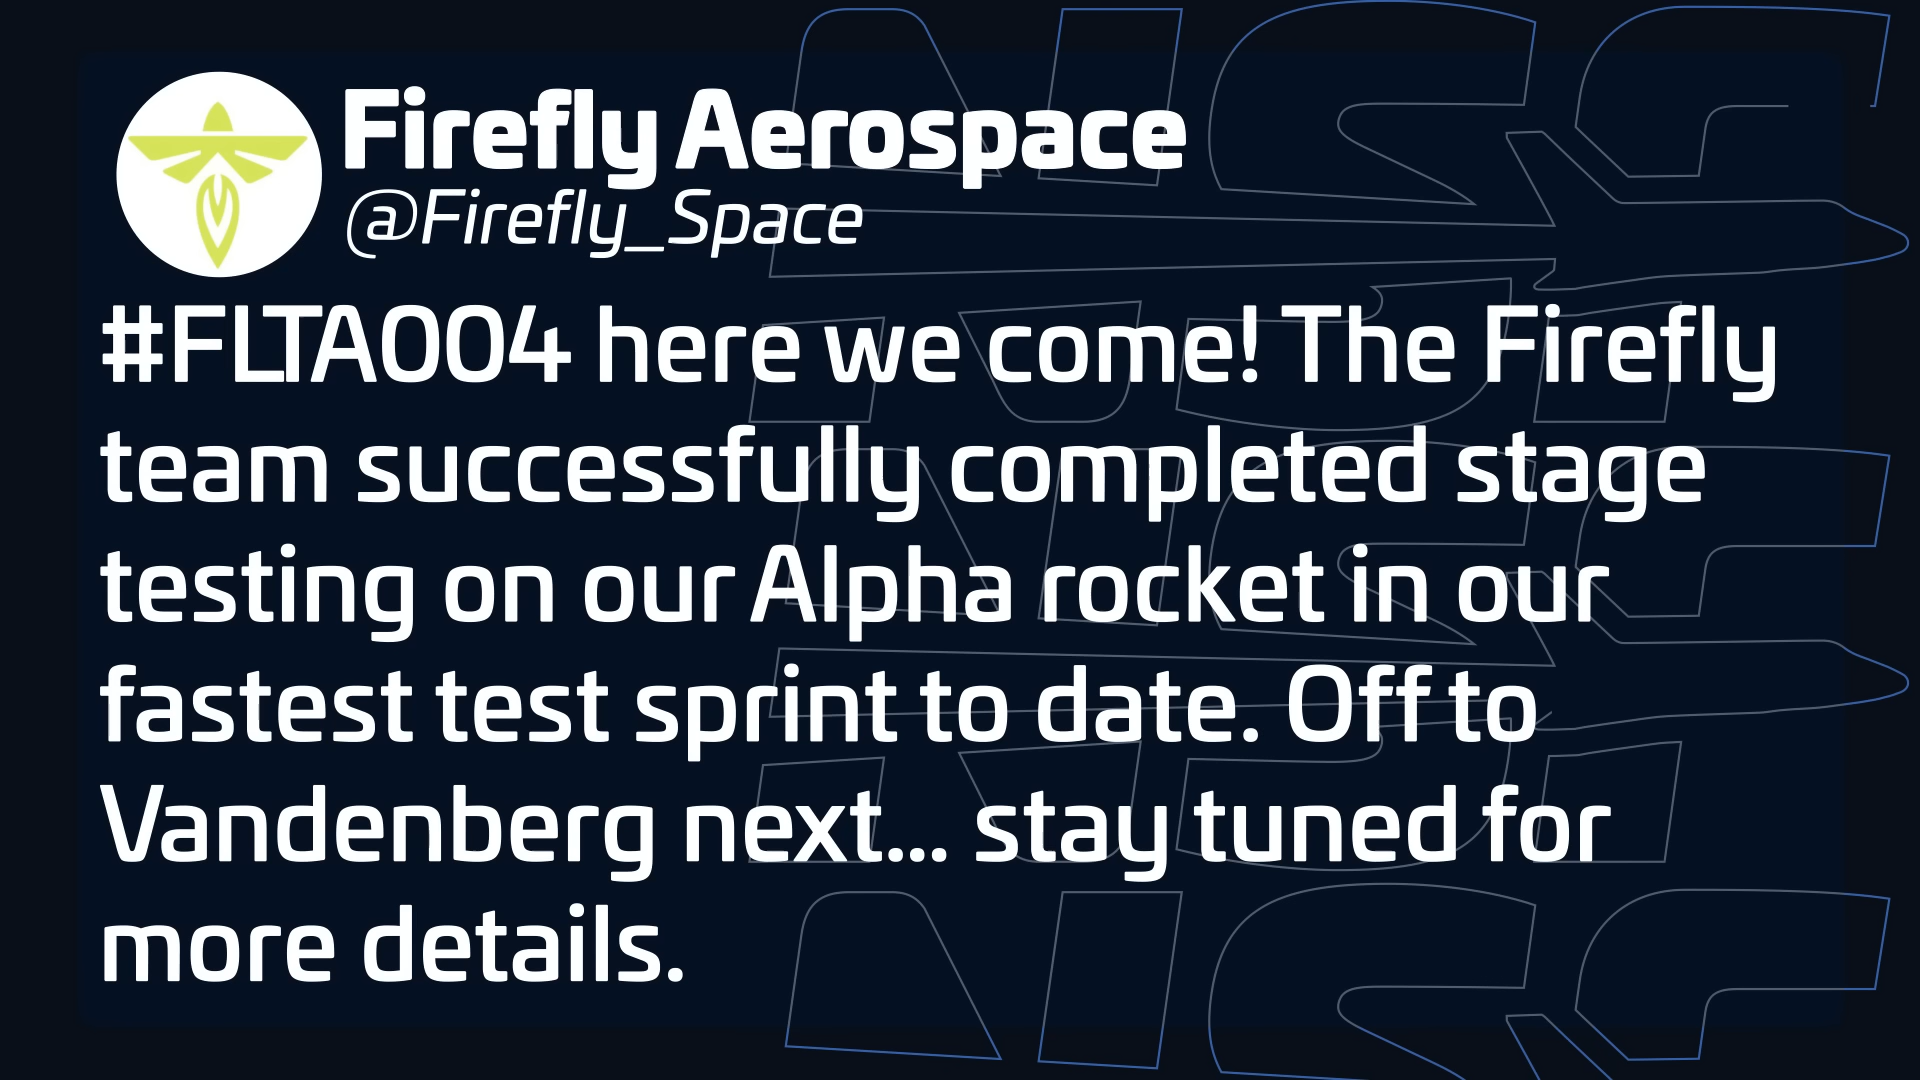 Firefly Aerospace
@Firefly_Space
#FLTA004 here we come! The Firefly
team successfully completed stage
testing on our Alpha rocket in our
fastest test sprint to date. Off to
Vandenberg next... stay tuned for
more details.